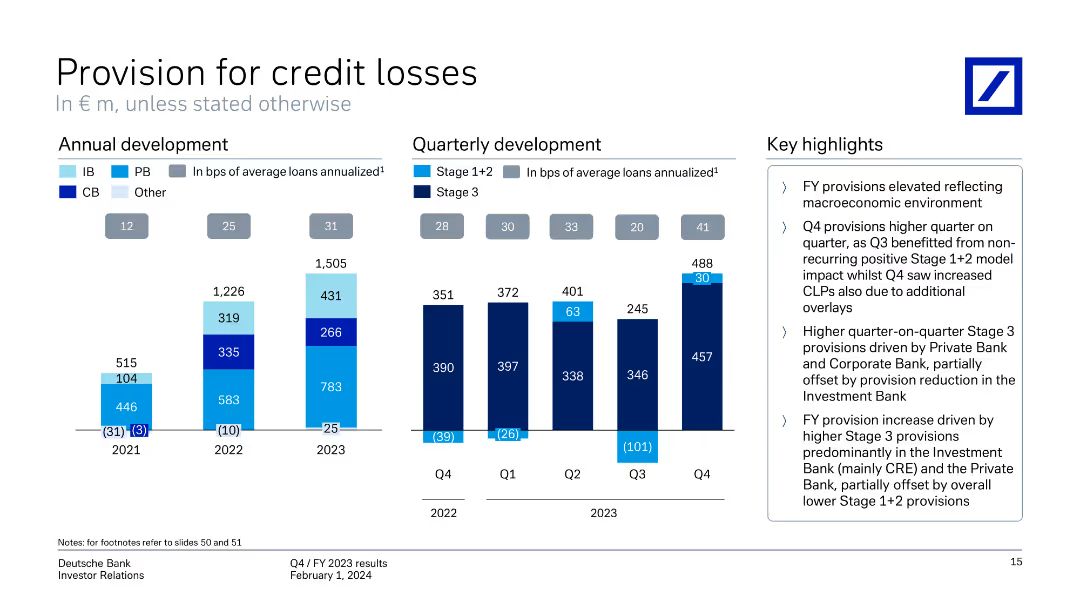 Provision for credit losses
In € m, unless stated otherwise
Annual development
IB PB In bps of average loans annualized¹
CB Other
12 25 31
1,505
431
266
783
25
1,226
319
335
583
(10)
515
104
446
(31) (3)
2021 2022 2023
Quarterly development
Stage 1+2 In bps of average loans annualized¹
Stage 3
28 30 33 20 41
351 372 401 245 488
63 30
390 397 338 346 457
(39) (26) (101)
Q4 Q1 Q2 Q3 Q4
2022 2023
Key highlights
〉 FY provisions elevated reflecting
macroeconomic environment
〉 Q4 provisions higher quarter on
quarter, as Q3 benefitted from non-
recurring positive Stage 1+2 model
impact whilst Q4 saw increased
CLPs also due to additional
overlays
〉 Higher quarter-on-quarter Stage 3
provisions driven by Private Bank
and Corporate Bank, partially
offset by provision reduction in the
Investment Bank
〉 FY provision increase driven by
higher Stage 3 provisions
predominantly in the Investment
Bank (mainly CRE) and the Private
Bank, partially offset by overall
lower Stage 1+2 provisions
Notes: for footnotes refer to slides 50 and 51
Deutsche Bank
Investor Relations
Q4 / FY 2023 results
February 1, 2024
15